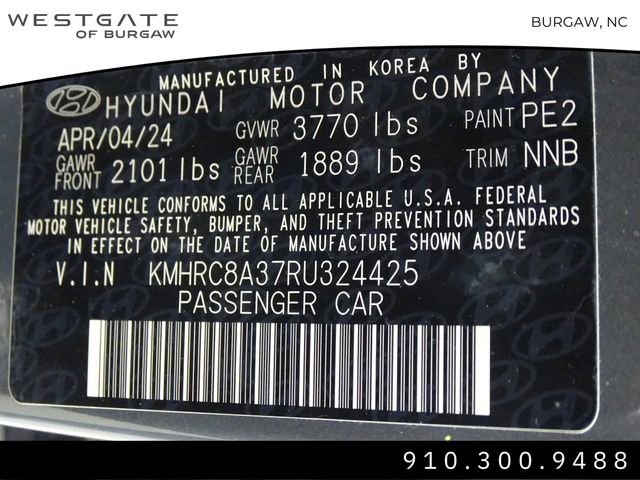 WESTGATE
OF BURGAW
BURGAW, NC
MANUFACTURED IN KOREA BY
HYUNDAI MOTOR COMPANY
APR/04/24 GVWR 3770 lbs PAINT PE2
GAWR FRONT 2101 lbs GAWR REAR 1889 lbs TRIM NNB
THIS VEHICLE CONFORMS TO ALL APPLICABLE U.S.A. FEDERAL
MOTOR VEHICLE SAFETY, BUMPER, AND THEFT PREVENTION STANDARDS
IN EFFECT ON THE DATE OF MANUFACTURE SHOWN ABOVE
V.I.N KMHRC8A37RU324425
PASSENGER CAR
910.300.9488